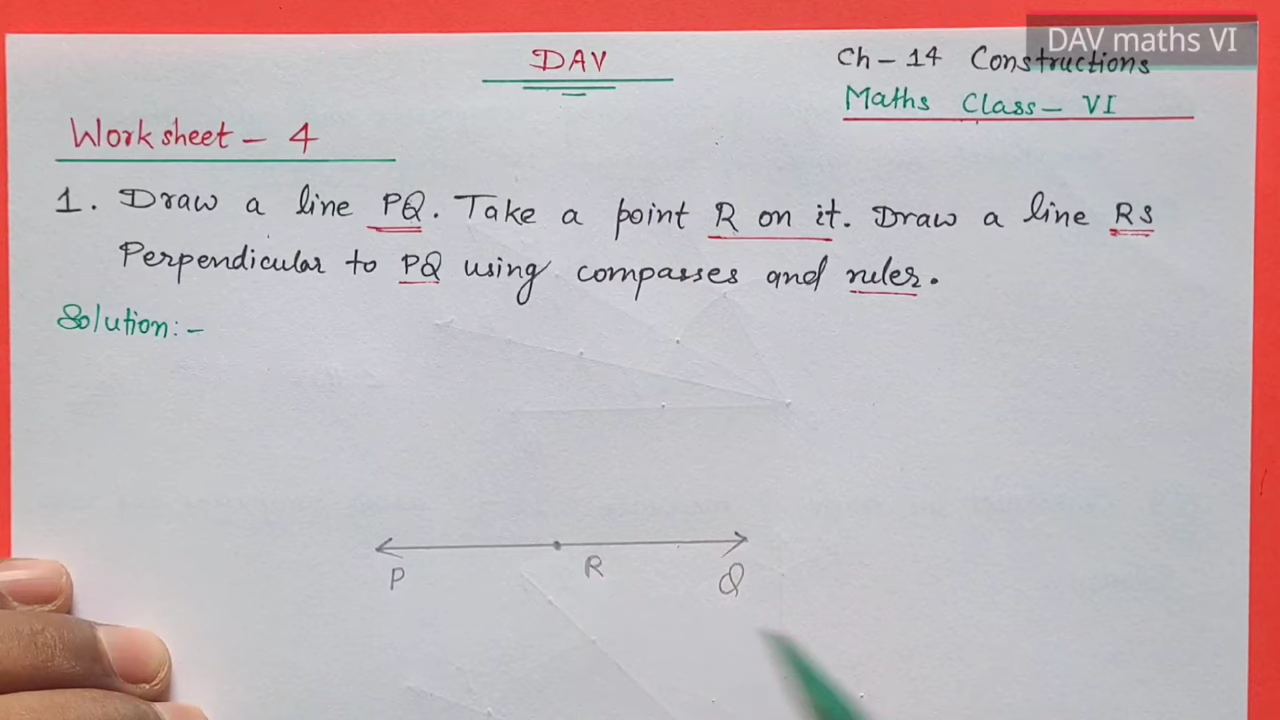 DAV maths VI
DAV
Ch - 14 Constructions
Maths Class - VI
Worksheet - 4
1. Draw a line PQ. Take a point R on it. Draw a line RS
Perpendicular to PQ using compasses and ruler.
Solution:-
P R Q